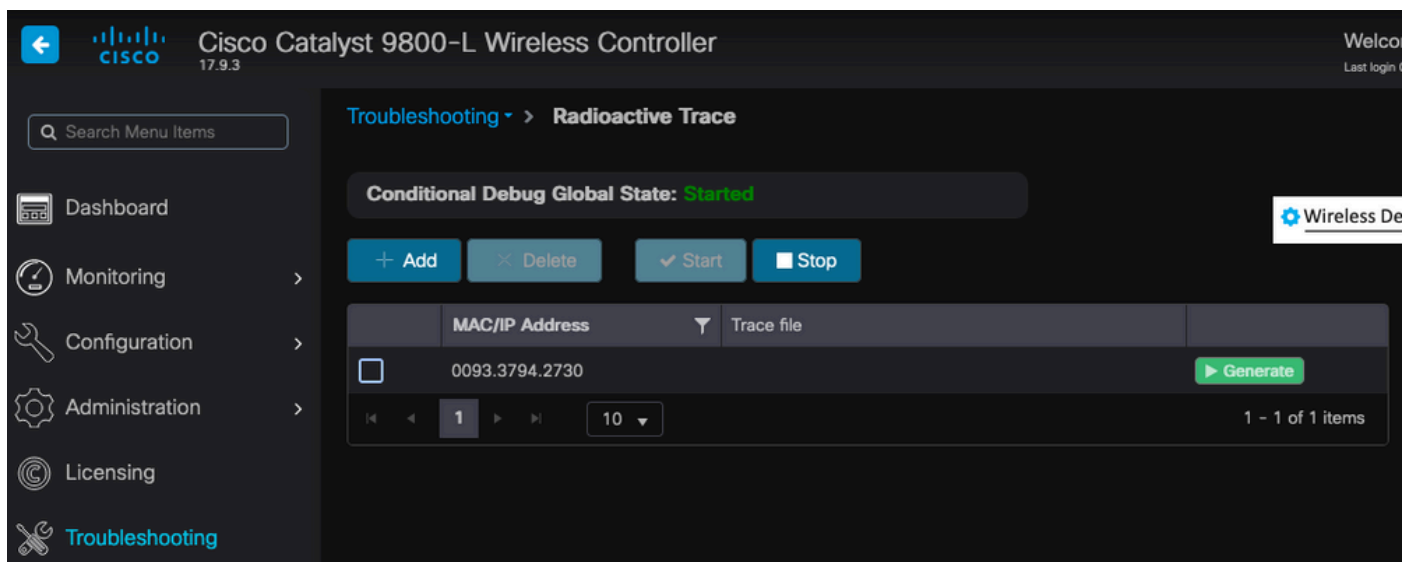 CISCO
Cisco Catalyst 9800-L Wireless Controller
17.9.3
Last login
Search Menu Items
Dashboard
Monitoring
Configuration
Administration
Licensing
Troubleshooting
Troubleshooting > Radioactive Trace
Conditional Debug Global State: Started
Wireless
+ Add × Delete ✔ Start Stop
MAC/IP Address Trace file
0093.3794.2730 Generate
1 10 1 - 1 of 1 items